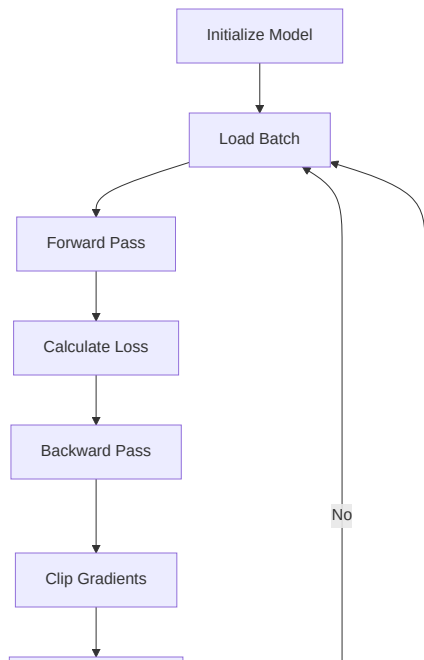 Initialize Model
Load Batch
Forward Pass
Calculate Loss
Backward Pass
No
Clip Gradients